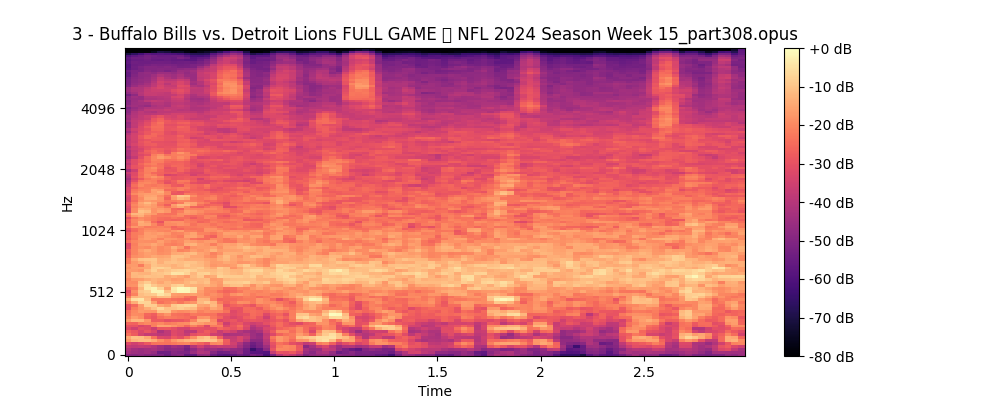 3 - Buffalo Bills vs. Detroit Lions FULL GAME ▯ NFL 2024 Season Week 15_part308.opus
+0 dB
4096
-10 dB
-20 dB
2048
-30 dB
Hz
1024
-40 dB
-50 dB
512
-60 dB
-70 dB
0
-80 dB
0 0.5 1 1.5 2 2.5
Time